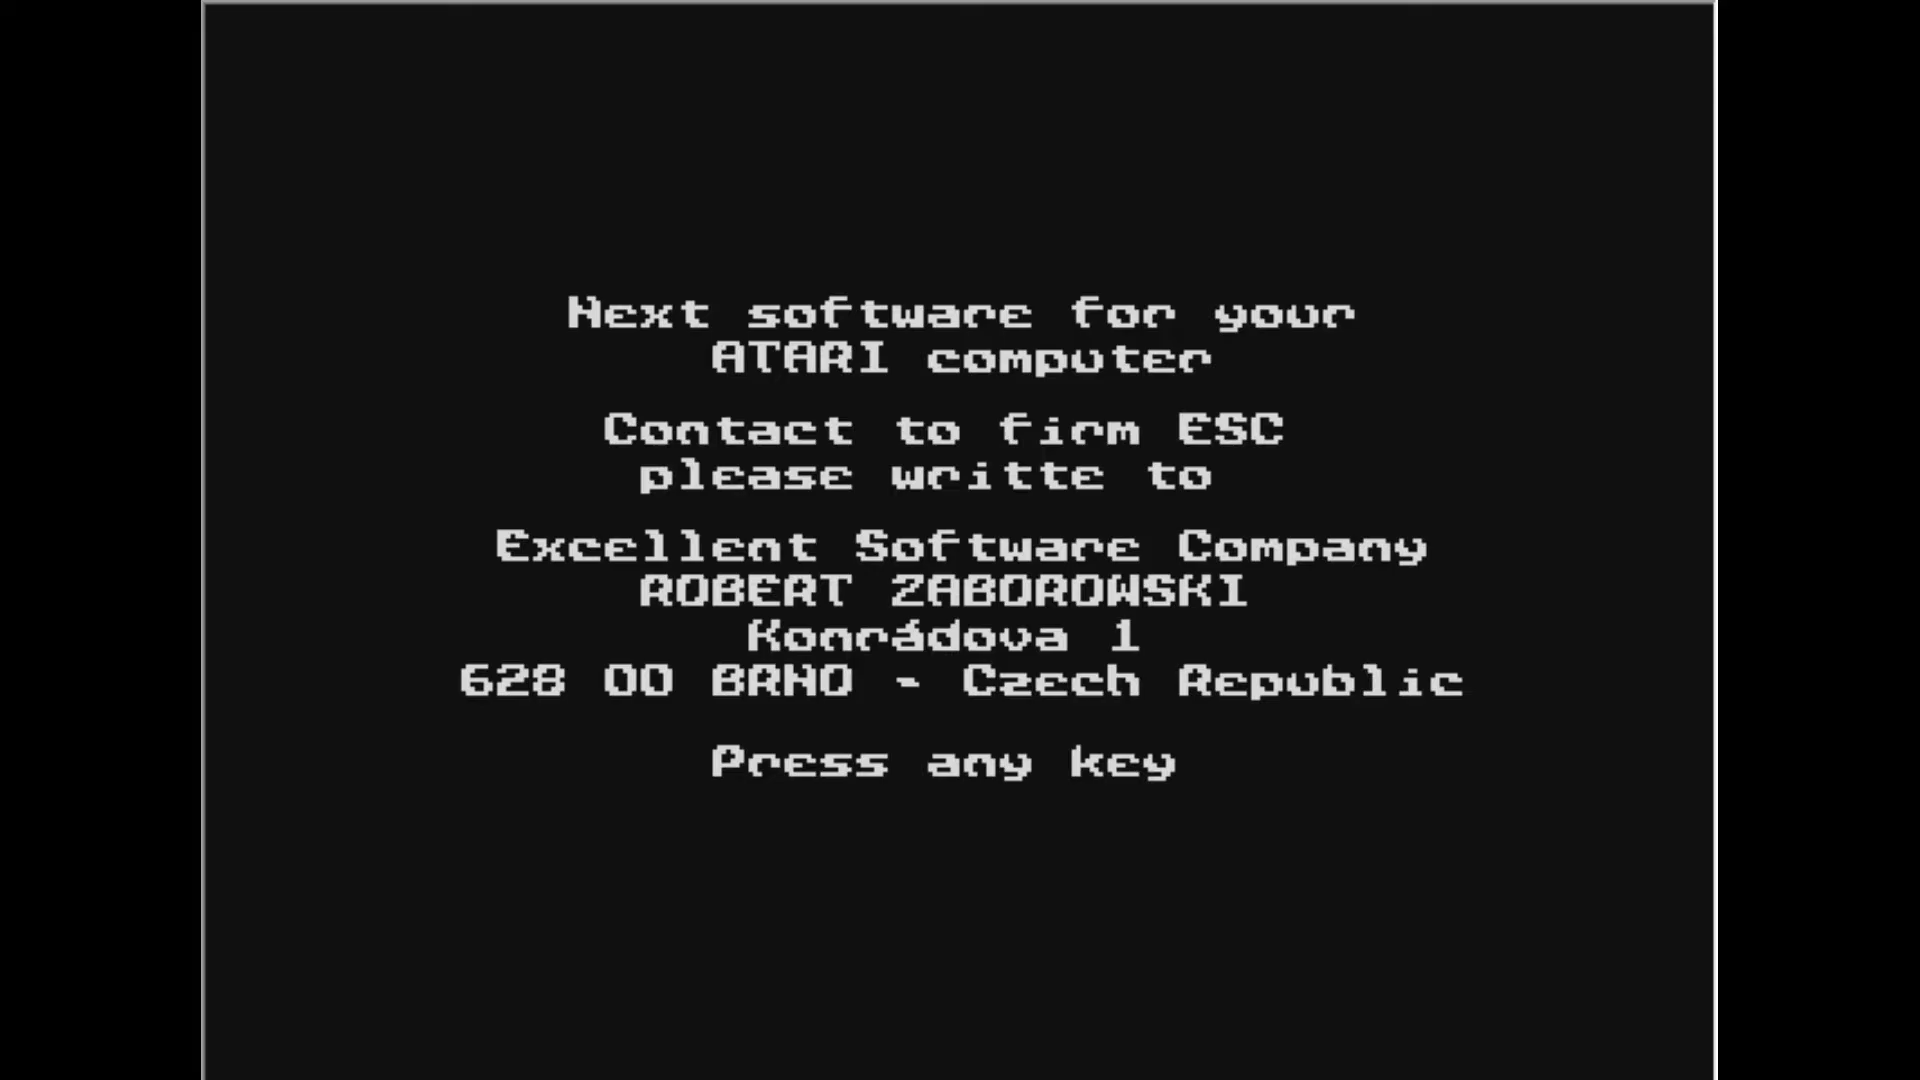 Next software for your
ATARI computer
Contact to firm ESC
please writte to
Excellent Software Company
ROBERT ZABOROWSKI
Konrádova 1
628 00 BRNO - Czech Republic
Press any key